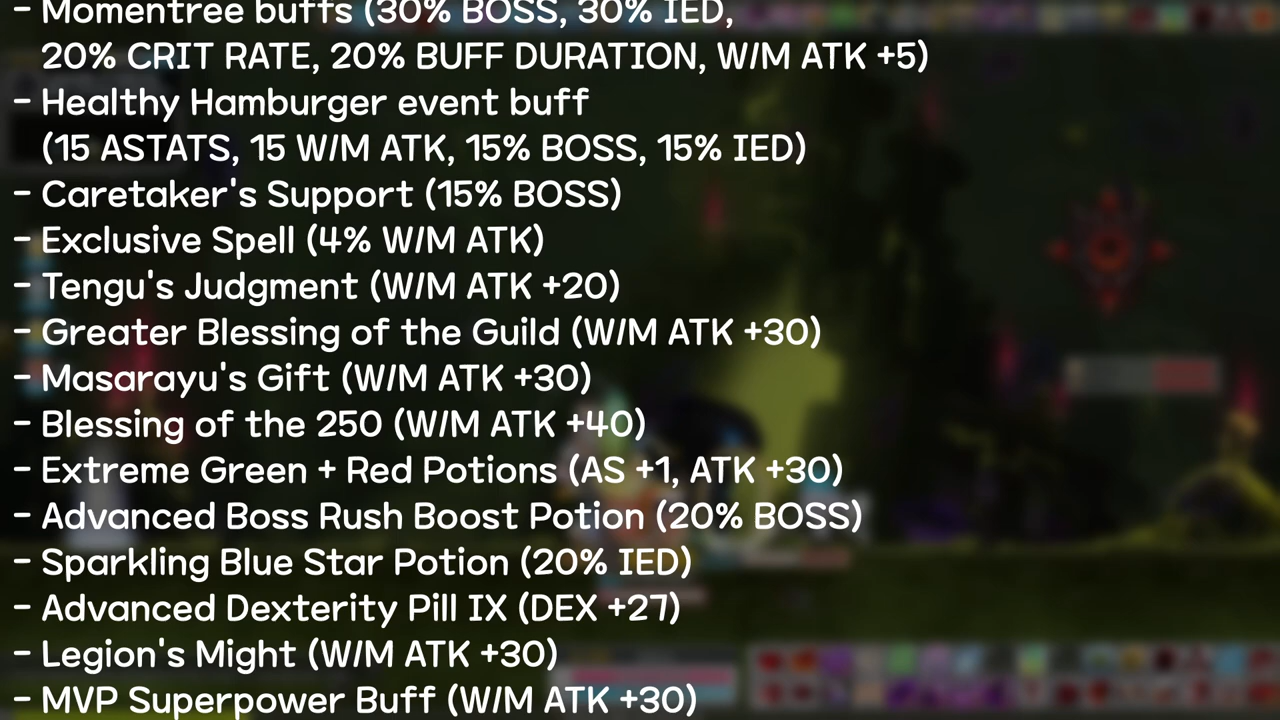 - Momentree buffs (30% BOSS, 30% IED,
20% CRIT RATE, 20% BUFF DURATION, W/M ATK +5)
- Healthy Hamburger event buff
(15 ASTATS, 15 W/M ATK, 15% BOSS, 15% IED)
- Caretaker's Support (15% BOSS)
- Exclusive Spell (4% W/M ATK)
- Tengu's Judgment (W/M ATK +20)
- Greater Blessing of the Guild (W/M ATK +30)
- Masarayu's Gift (W/M ATK +30)
- Blessing of the 250 (W/M ATK +40)
- Extreme Green + Red Potions (AS +1, ATK +30)
- Advanced Boss Rush Boost Potion (20% BOSS)
- Sparkling Blue Star Potion (20% IED)
- Advanced Dexterity Pill IX (DEX +27)
- Legion's Might (W/M ATK +30)
- MVP Superpower Buff (W/M ATK +30)